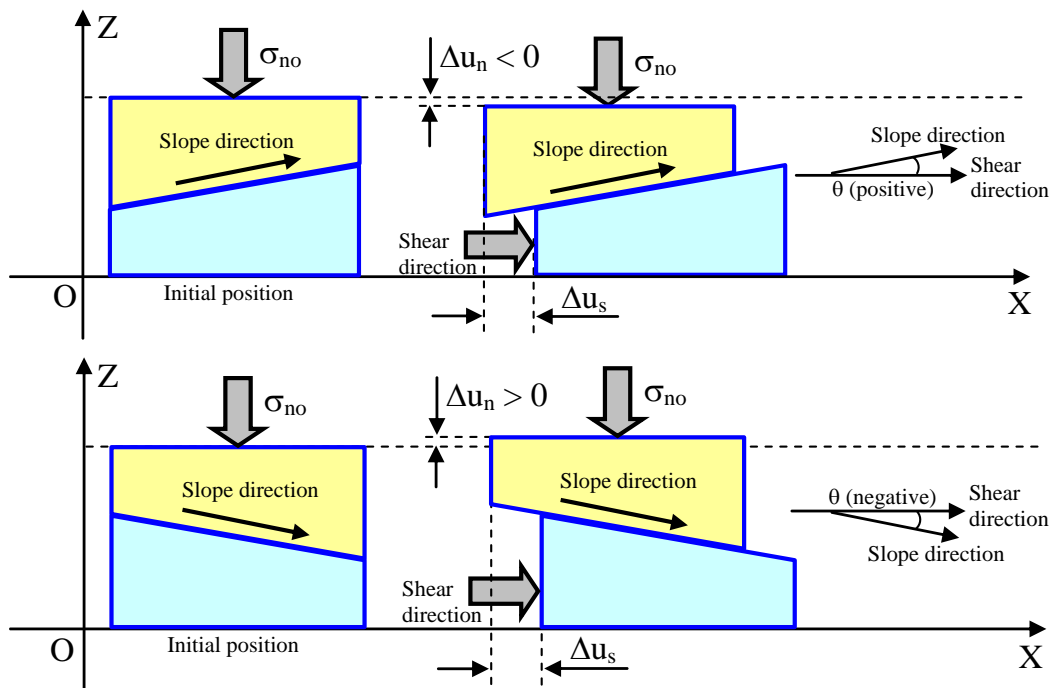 Z
σno
Δun < 0
σno
Slope direction
Slope direction
Slope direction
Shear
direction
θ (positive)
Shear
direction
O
Initial position
Δus
X
Z
σno
Δun > 0
σno
Slope direction
Slope direction
θ (negative)
Shear
direction
Slope direction
Shear
direction
O
Initial position
Δus
X